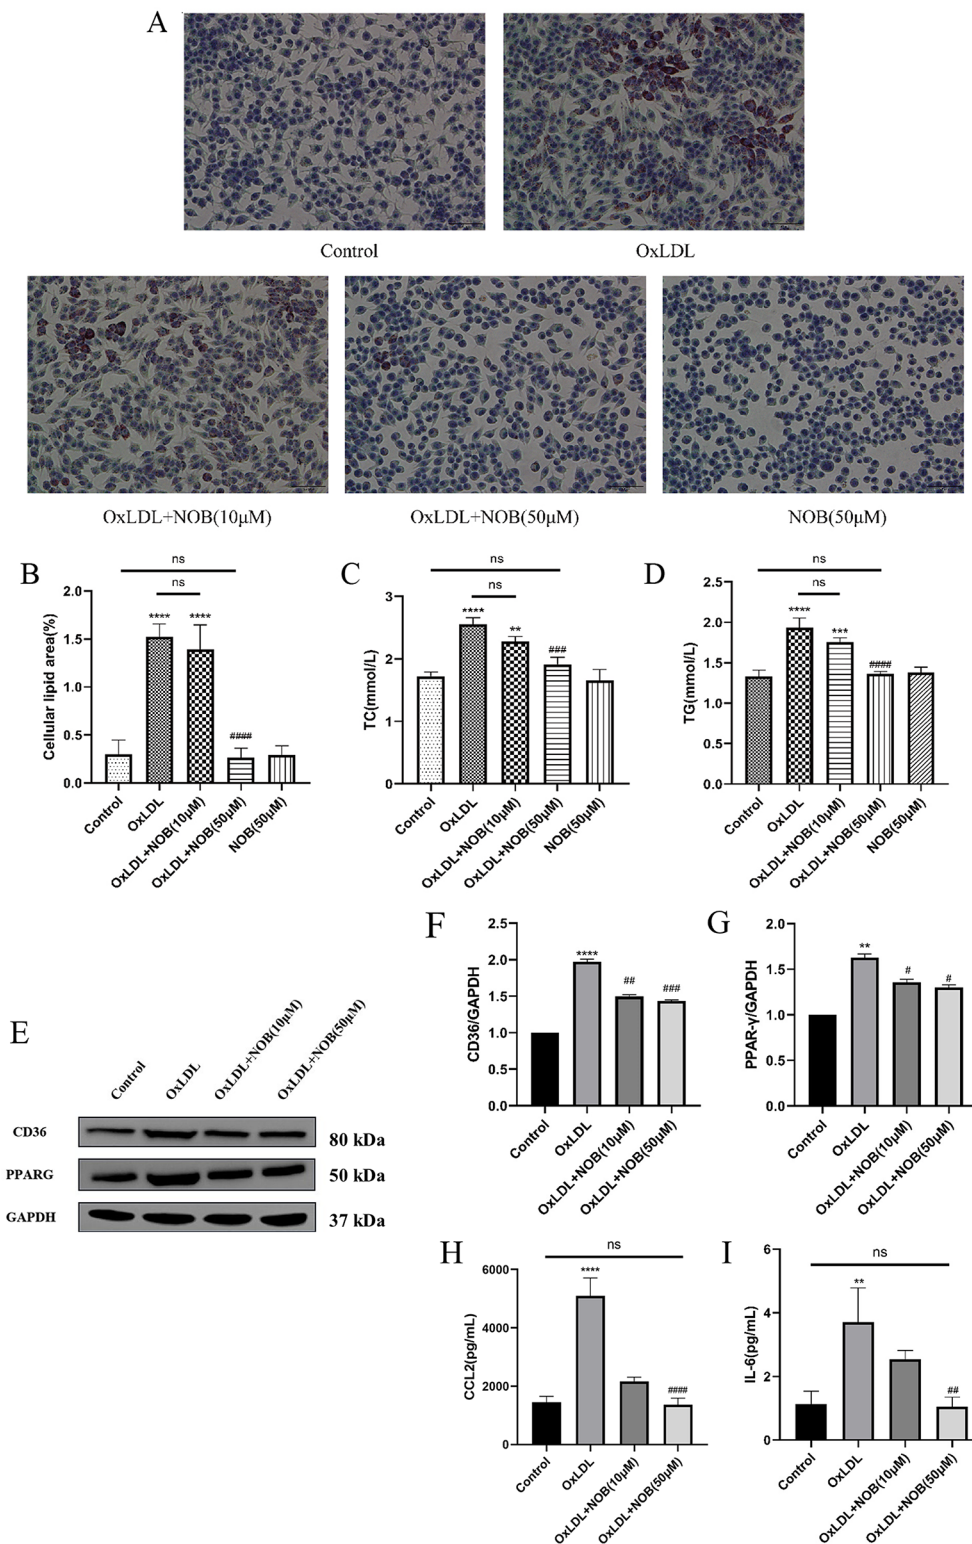 A
Control
OxLDL
OxLDL+NOB(10μM)
OxLDL+NOB(50μM)
NOB(50μM)
B
ns
ns
Cellular lipid area(%)
2.0
1.5
1.0
0.5
0.0
****
****
####
Control
OxLDL
OxLDL+NOB(10μM)
OxLDL+NOB(50μM)
NOB(50μM)
C
ns
ns
TC(mmol/L)
3
2
1
0
****
**
###
Control
OxLDL
OxLDL+NOB(10μM)
OxLDL+NOB(50μM)
NOB(50μM)
D
ns
ns
TG(mmol/L)
2.5
2.0
1.5
1.0
0.5
0.0
****
***
####
Control
OxLDL
OxLDL+NOB(10μM)
OxLDL+NOB(50μM)
NOB(50μM)
E
Control
OxLDL
OxLDL+NOB(10μM)
OxLDL+NOB(50μM)
CD36
80 kDa
PPARG
50 kDa
GAPDH
37 kDa
F
CD36/GAPDH
2.5
2.0
1.5
1.0
0.5
0.0
****
##
###
Control
OxLDL
OxLDL+NOB(10μM)
OxLDL+NOB(50μM)
G
PPAR-γ/GAPDH
2.0
1.5
1.0
0.5
0.0
**
#
#
Control
OxLDL
OxLDL+NOB(10μM)
OxLDL+NOB(50μM)
H
ns
CCL2(pg/mL)
6000
4000
2000
0
****
####
Control
OxLDL
OxLDL+NOB(10μM)
OxLDL+NOB(50μM)
I
ns
IL-6(pg/mL)
6
4
2
0
**
##
Control
OxLDL
OxLDL+NOB(10μM)
OxLDL+NOB(50μM)